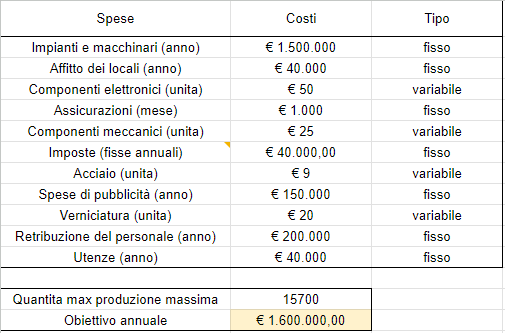 Spese Costi Tipo
Impianti e macchinari (anno) € 1.500.000 fisso
Affitto dei locali (anno) € 40.000 fisso
Componenti elettronici (unita) € 50 variabile
Assicurazioni (mese) € 1.000 fisso
Componenti meccanici (unita) € 25 variabile
Imposte (fisse annuali) € 40.000,00 fisso
Acciaio (unita) € 9 variabile
Spese di pubblicità (anno) € 150.000 fisso
Verniciatura (unita) € 20 variabile
Retribuzione del personale (anno) € 200.000 fisso
Utenze (anno) € 40.000 fisso
Quantita max produzione massima 15700
Obiettivo annuale € 1.600.000,00